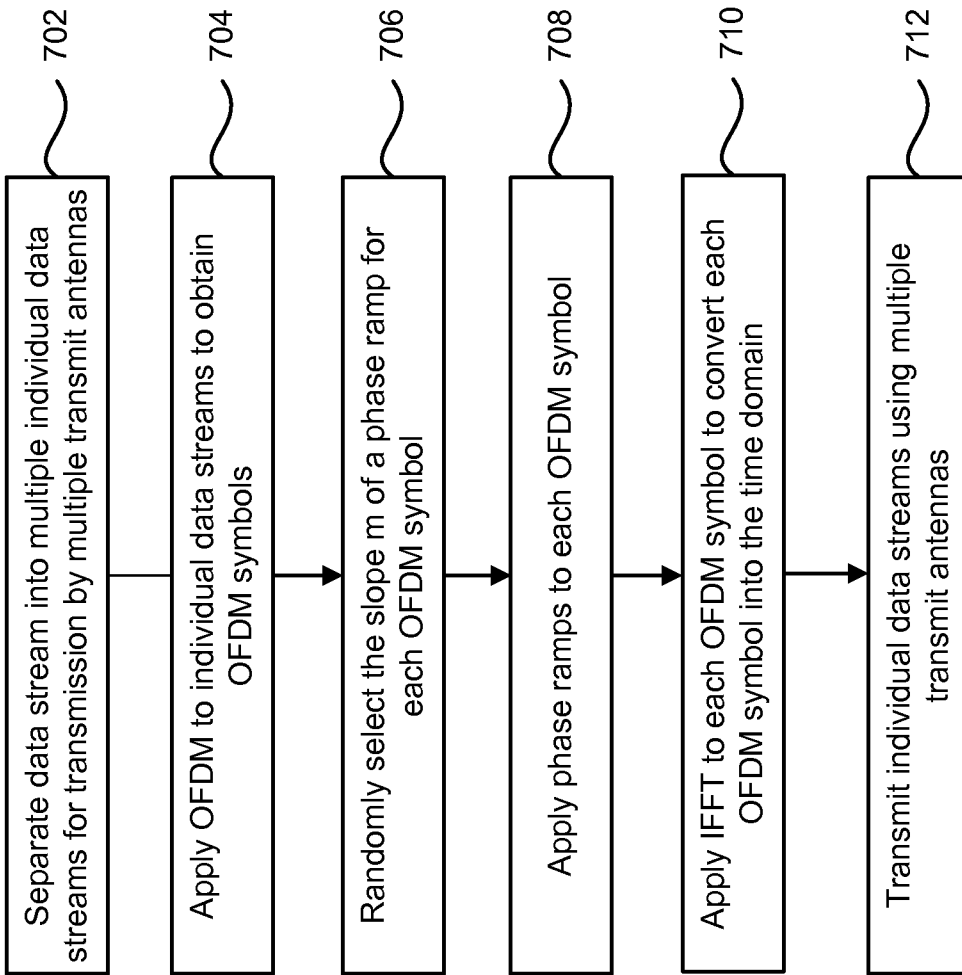 Separate data stream into multiple individual data
streams for transmission by multiple transmit antennas
702
Apply OFDM to individual data streams to obtain
OFDM symbols
704
Randomly select the slope m of a phase ramp for
each OFDM symbol
706
Apply phase ramps to each OFDM symbol
708
Apply IFFT to each OFDM symbol to convert each
OFDM symbol into the time domain
710
Transmit individual data streams using multiple
transmit antennas
712